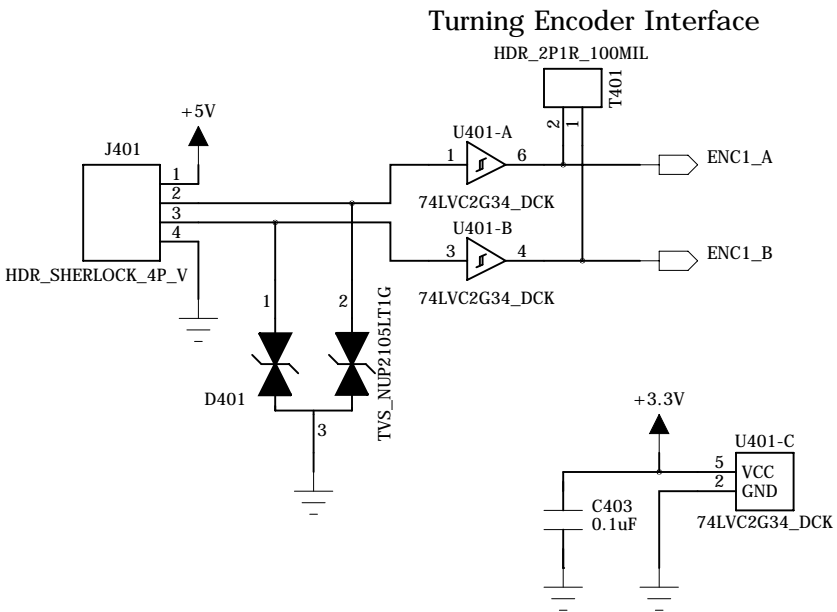 Turning Encoder Interface
HDR_2P1R_100MIL
T401
2
1
+5V
J401
1
2
3
4
HDR_SHERLOCK_4P_V
U401-A
1
6
74LVC2G34_DCK
ENC1_A
U401-B
3
4
74LVC2G34_DCK
ENC1_B
1
2
D401
TVS_NUP2105LT1G
3
+3.3V
U401-C
5
VCC
2
GND
74LVC2G34_DCK
C403
0.1uF